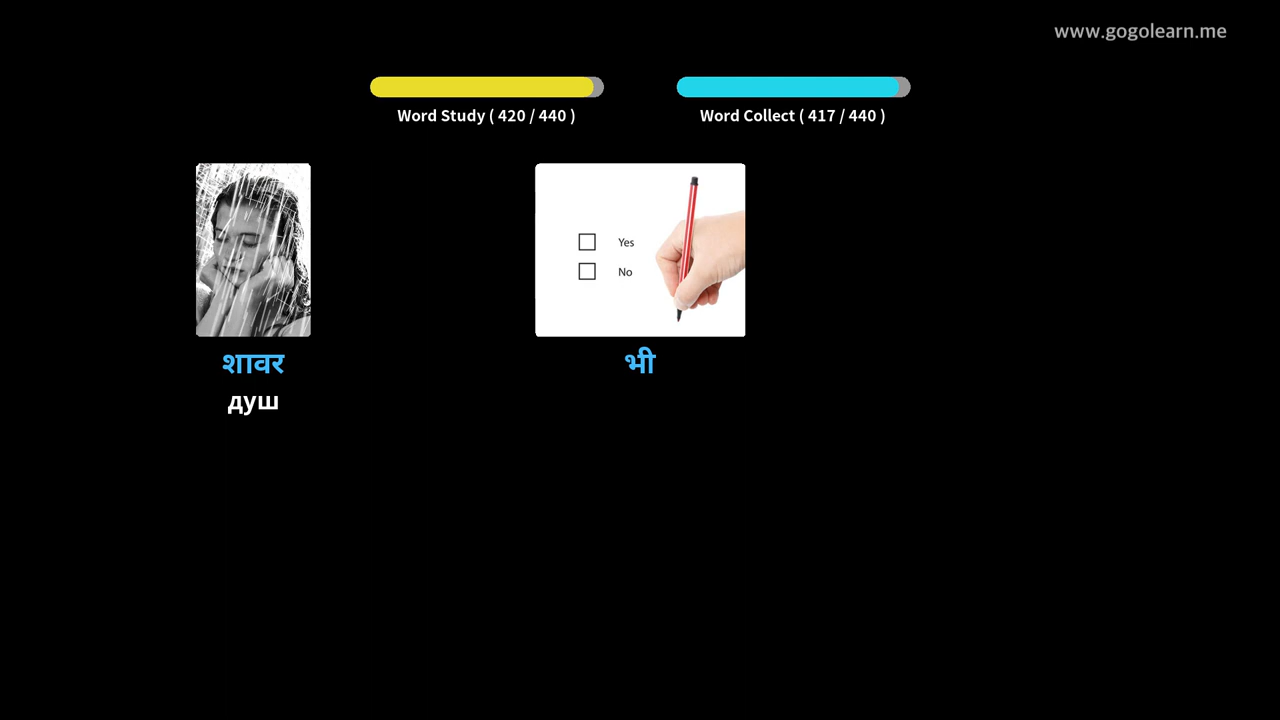 www.gogolearn.me
Word Study ( 420 / 440 )
Word Collect ( 417 / 440 )
Yes
No
शावर
भी
душ